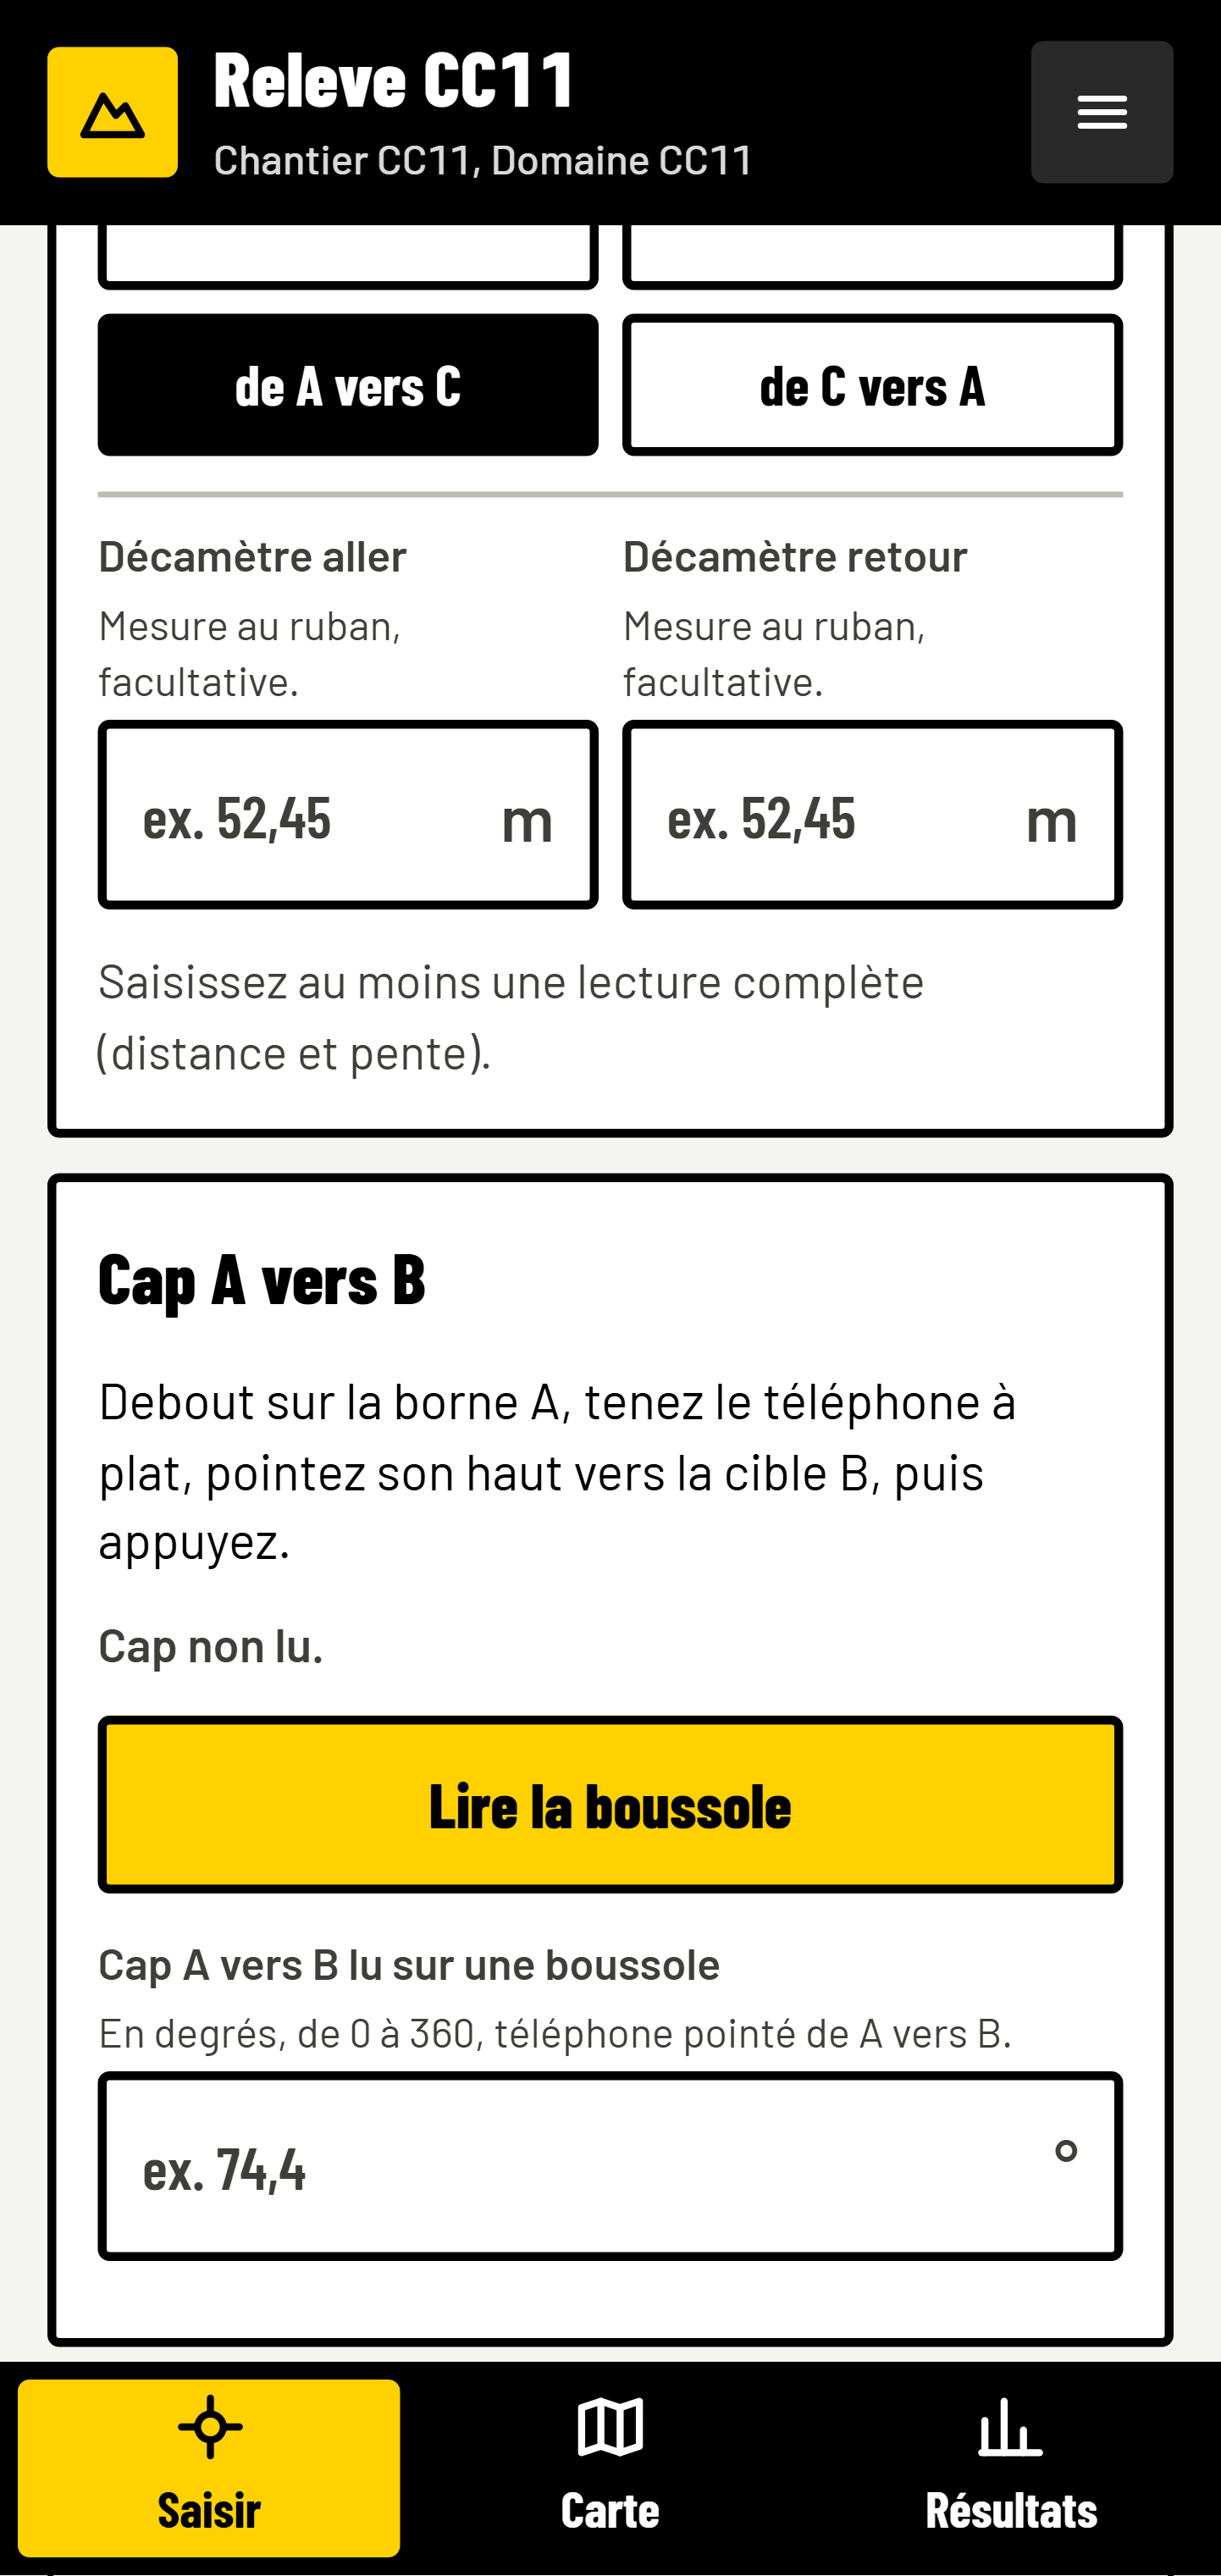 Releve CC11
Chantier CC11, Domaine CC11
de A vers C
de C vers A
Décamètre aller
Mesure au ruban,
facultative.
ex. 52,45 m
Décamètre retour
Mesure au ruban,
facultative.
ex. 52,45 m
Saisissez au moins une lecture complète
(distance et pente).
Cap A vers B
Debout sur la borne A, tenez le téléphone à
plat, pointez son haut vers la cible B, puis
appuyez.
Cap non lu.
Lire la boussole
Cap A vers B lu sur une boussole
En degrés, de 0 à 360, téléphone pointé de A vers B.
ex. 74,4 °
Saisir
Carte
Résultats